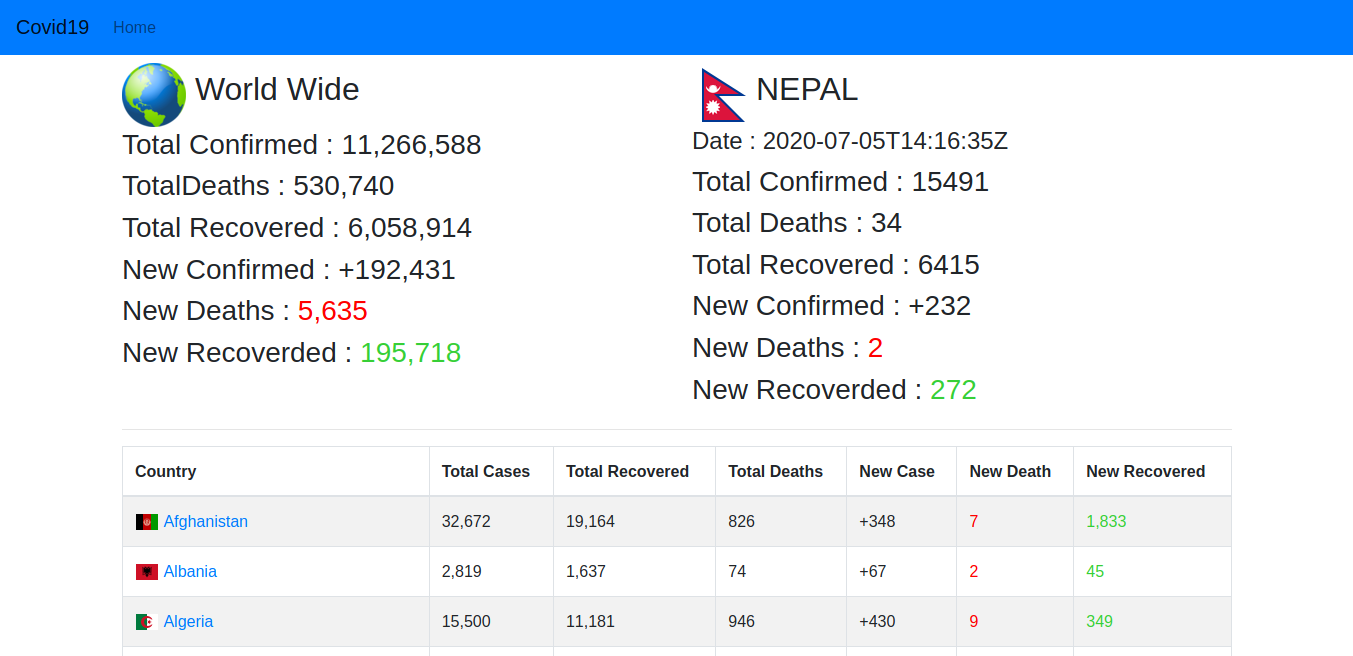 Covid19 Home
World Wide
Total Confirmed : 11,266,588
TotalDeaths : 530,740
Total Recovered : 6,058,914
New Confirmed : +192,431
New Deaths : 5,635
New Recoverded : 195,718
NEPAL
Date : 2020-07-05T14:16:35Z
Total Confirmed : 15491
Total Deaths : 34
Total Recovered : 6415
New Confirmed : +232
New Deaths : 2
New Recoverded : 272
Country Total Cases Total Recovered Total Deaths New Case New Death New Recovered
Afghanistan 32,672 19,164 826 +348 7 1,833
Albania 2,819 1,637 74 +67 2 45
Algeria 15,500 11,181 946 +430 9 349